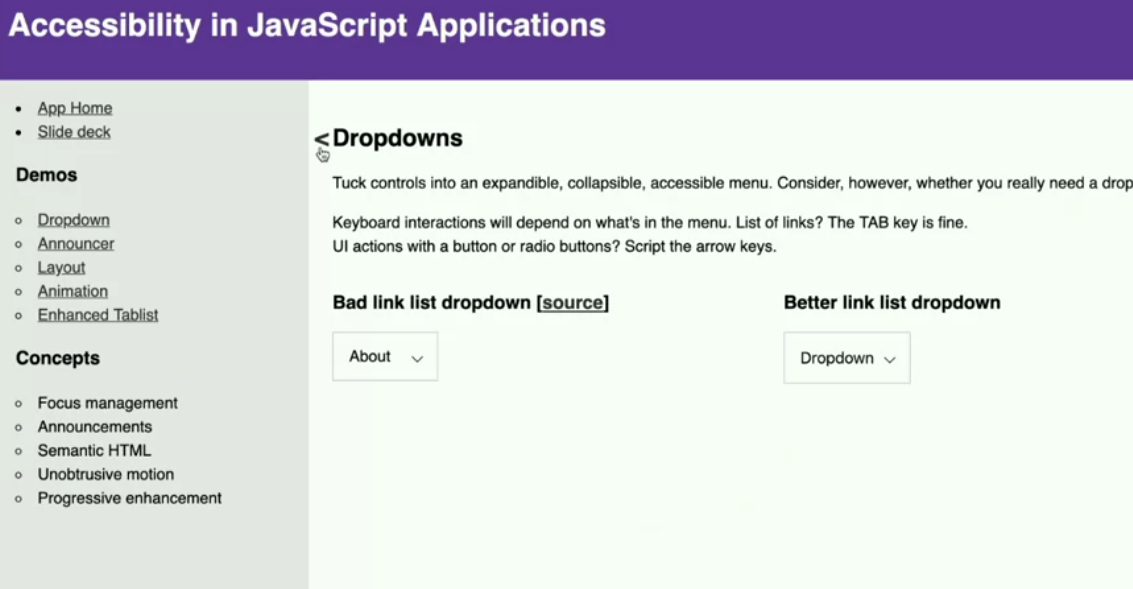 Accessibility in JavaScript Applications
App Home
Slide deck
Demos
Dropdown
Announcer
Layout
Animation
Enhanced Tablist
Concepts
Focus management
Announcements
Semantic HTML
Unobtrusive motion
Progressive enhancement
<Dropdowns
Tuck controls into an expandible, collapsible, accessible menu. Consider, however, whether you really need a drop
Keyboard interactions will depend on what's in the menu. List of links? The TAB key is fine.
UI actions with a button or radio buttons? Script the arrow keys.
Bad link list dropdown [source]
About
Better link list dropdown
Dropdown